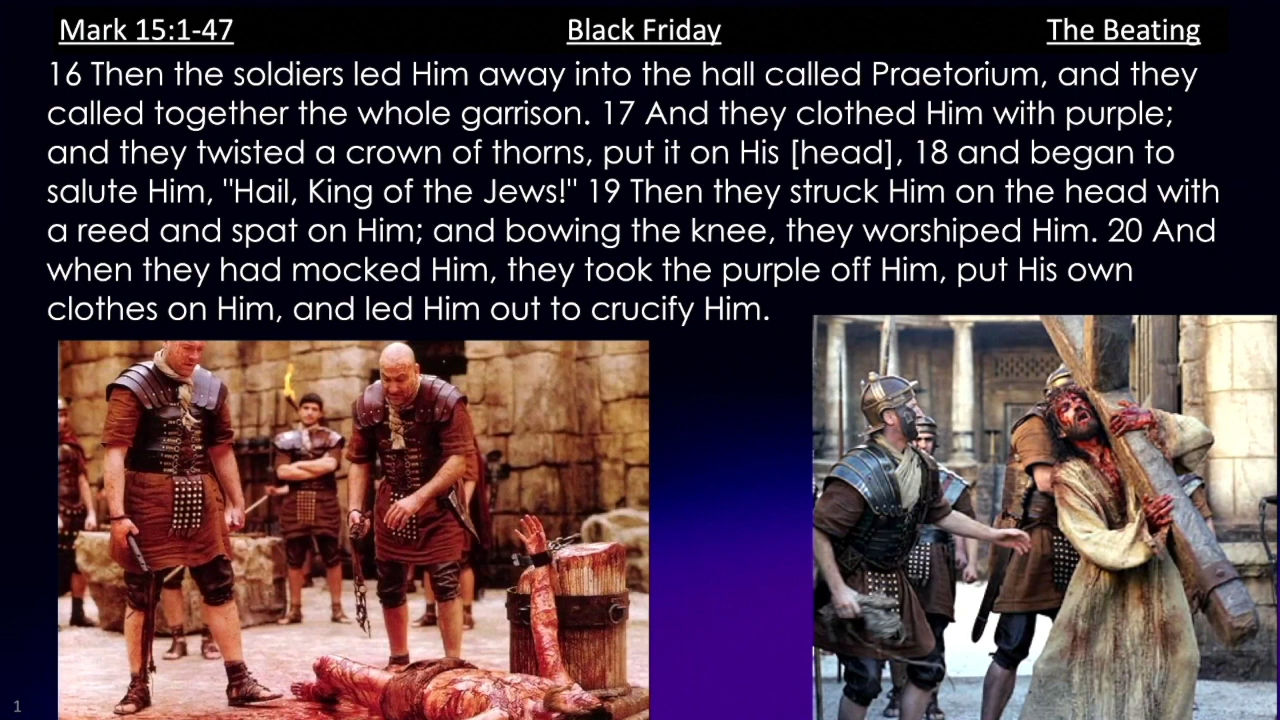 Mark 15:1-47 Black Friday The Beating
16 Then the soldiers led Him away into the hall called Praetorium, and they
called together the whole garrison. 17 And they clothed Him with purple;
and they twisted a crown of thorns, put it on His [head], 18 and began to
salute Him, "Hail, King of the Jews!" 19 Then they struck Him on the head with
a reed and spat on Him; and bowing the knee, they worshiped Him. 20 And
when they had mocked Him, they took the purple off Him, put His own
clothes on Him, and led Him out to crucify Him.
1